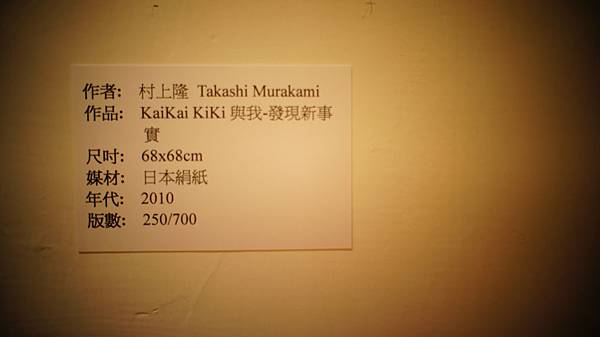 作者: 村上隆 Takashi Murakami
作品: KaiKai KiKi 與我-發現新事
實
尺吋: 68x68cm
媒材: 日本絹紙
年代: 2010
版數: 250/700